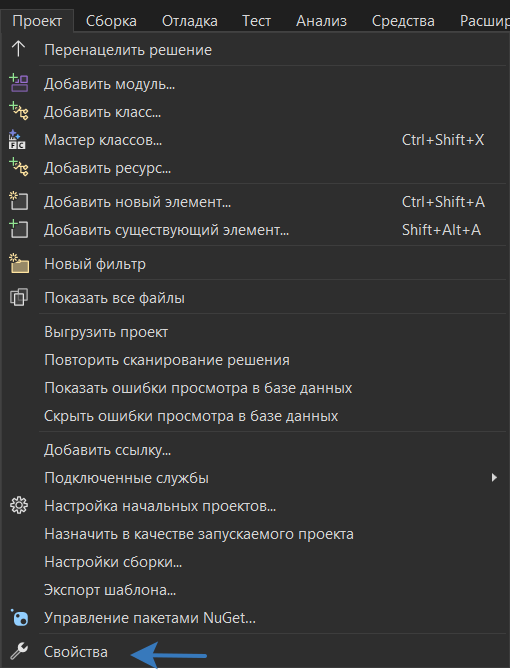 Проект Сборка Отладка Тест Анализ Средства Расшир
Перенацелить решение
Добавить модуль...
Добавить класс...
Мастер классов... Ctrl+Shift+X
Добавить ресурс...
Добавить новый элемент... Ctrl+Shift+A
Добавить существующий элемент... Shift+Alt+A
Новый фильтр
Показать все файлы
Выгрузить проект
Повторить сканирование решения
Показать ошибки просмотра в базе данных
Скрыть ошибки просмотра в базе данных
Добавить ссылку...
Подключенные службы
Настройка начальных проектов...
Назначить в качестве запускаемого проекта
Настройки сборки...
Экспорт шаблона...
Управление пакетами NuGet...
Свойства